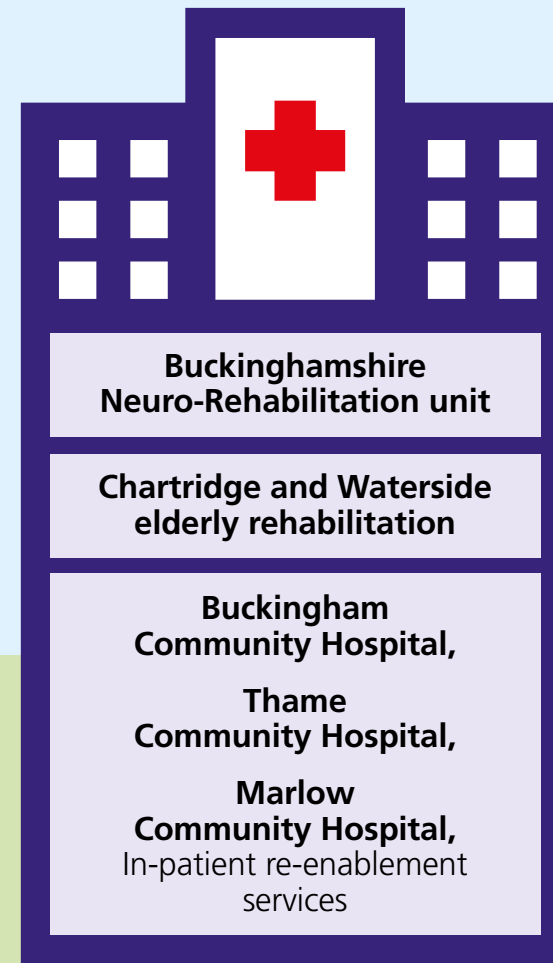 Buckinghamshire
Neuro-Rehabilitation unit
Chartridge and Waterside
elderly rehabilitation
Buckingham
Community Hospital,
Thame
Community Hospital,
Marlow
Community Hospital,
In-patient re-enablement
services